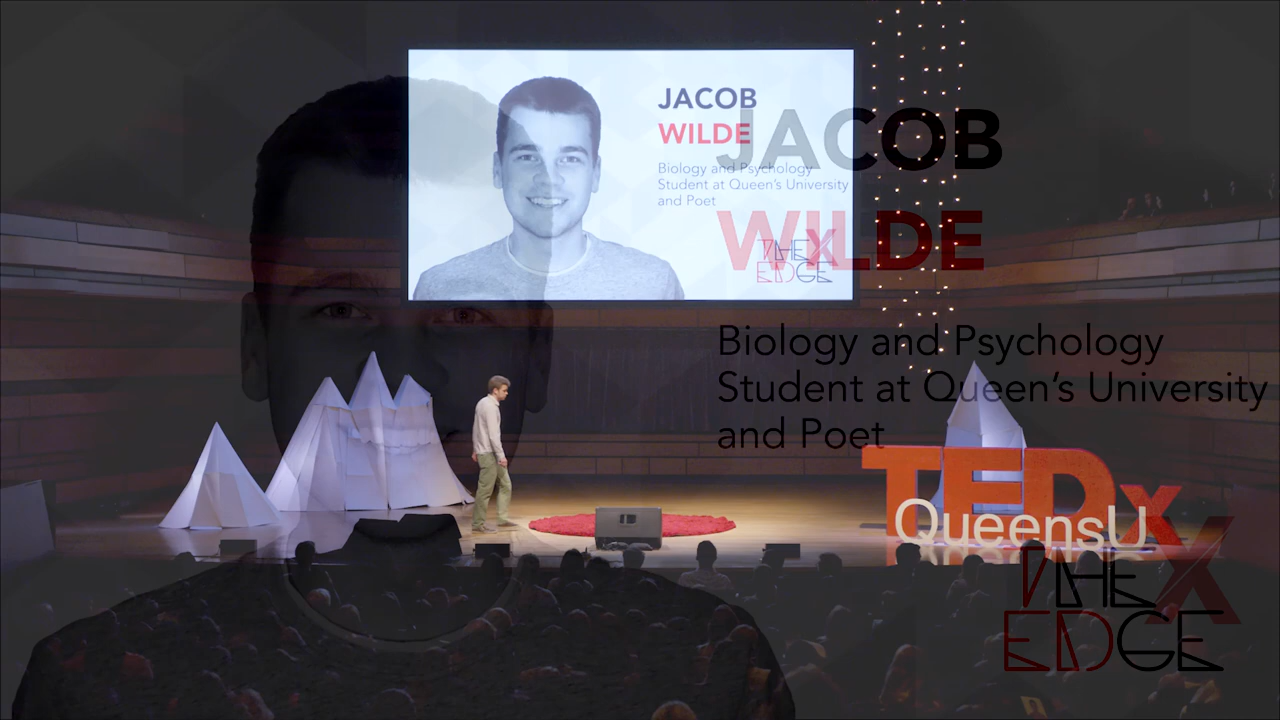 JACOB
WILDE
Biology and Psychology
Student at Queen's University
and Poet
THE X
EDGE
JACOB
WILDE
Biology and Psychology
Student at Queen's University
and Poet
TEDx
QueensU
THE X
EDGE